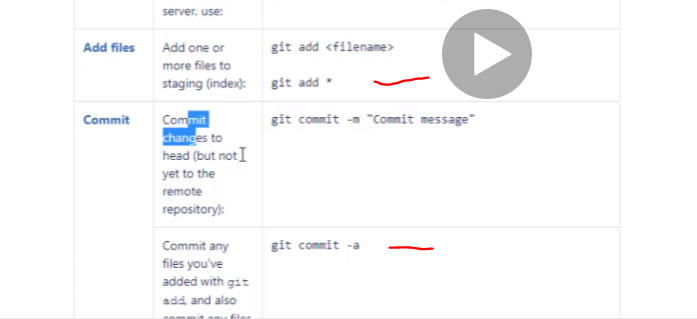 server, use:
Add files
Add one or
more files to
staging (index):
git add <filename>
git add *
Commit
Commit
changes to
head (but not
yet to the
remote
repository):
git commit -m "Commit message"
Commit any
files you've
added with git
add, and also
commit any files
git commit -a